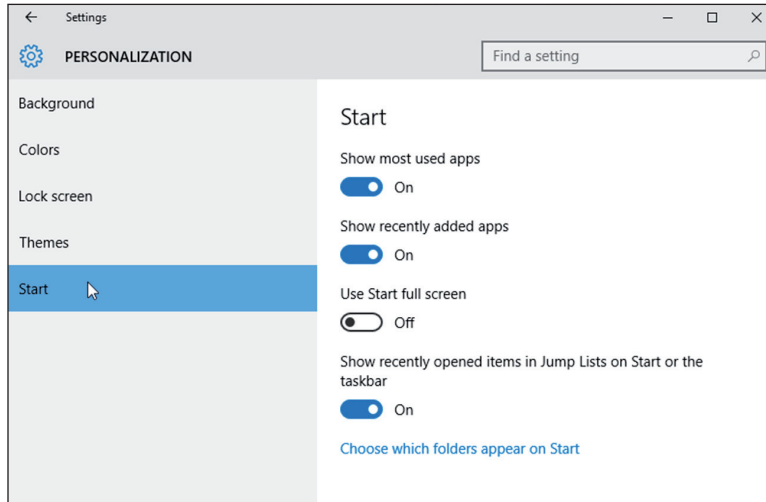 Settings
PERSONALIZATION
Find a setting
Background
Colors
Lock screen
Themes
Start
Start
Show most used apps
On
Show recently added apps
On
Use Start full screen
Off
Show recently opened items in Jump Lists on Start or the
taskbar
On
Choose which folders appear on Start